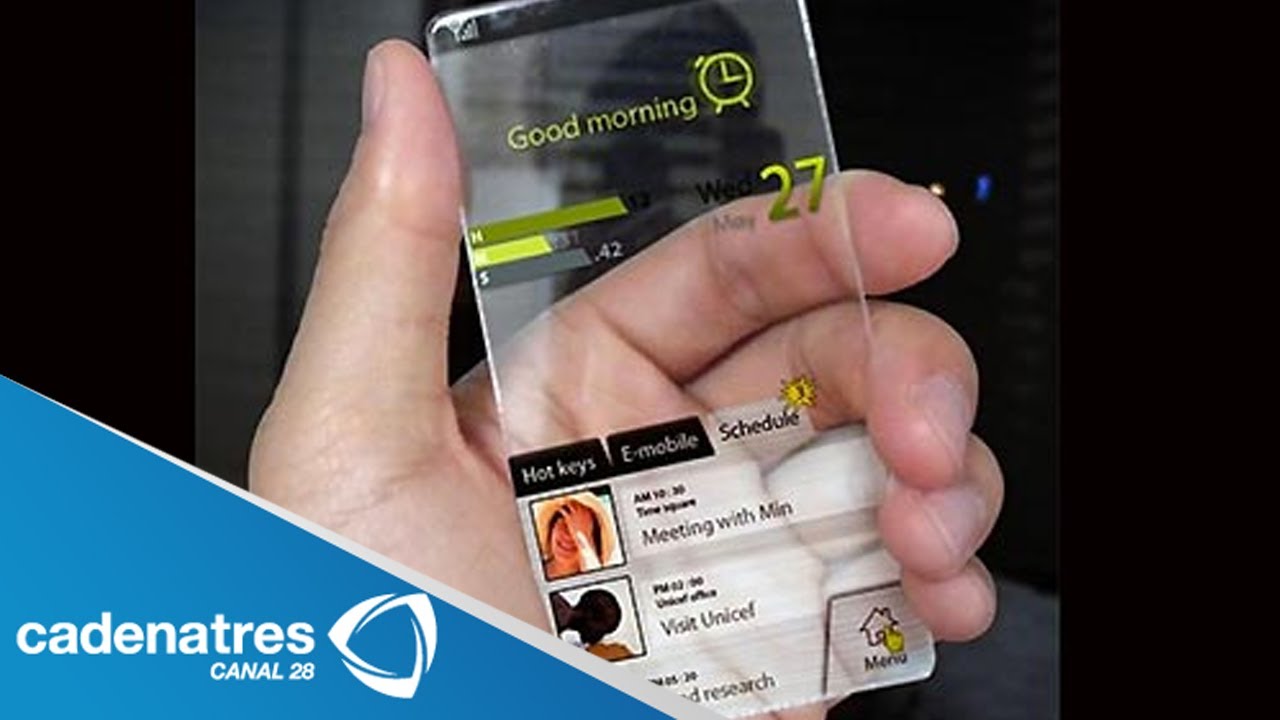 Good morning
Wed 27
May
N
.42
S
Hot keys
E-mobile
Schedule
AM 10:30
Time square
Meeting with Min
PM 02:00
Unicef office
Visit Unicef
research
Menu
cadenatres
CANAL 28